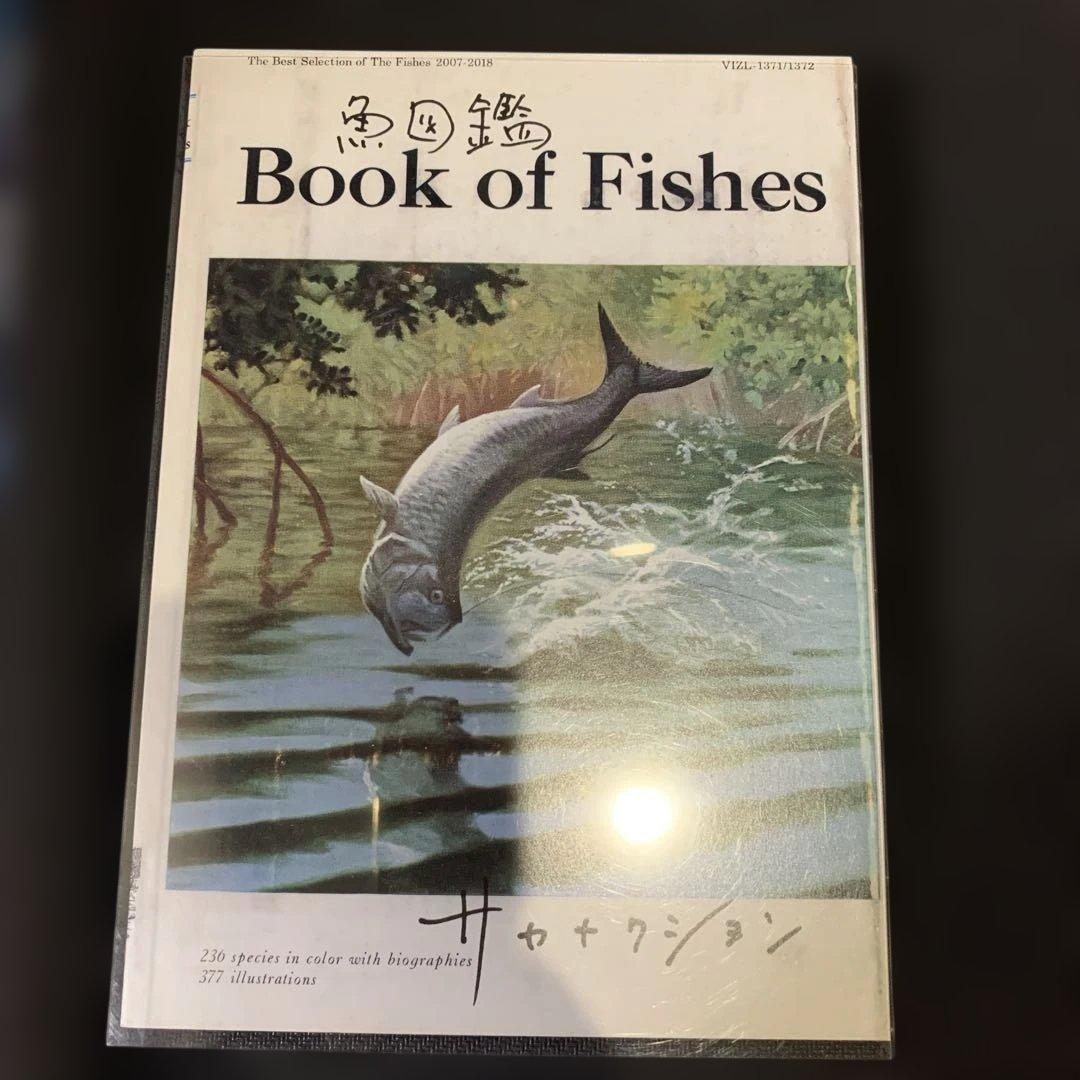 The Best Selection of The Fishes 2007-2018
VIZL-1371/1372
魚図鑑
Book of Fishes
サカナクション
236 species in color with biographies
377 illustrations